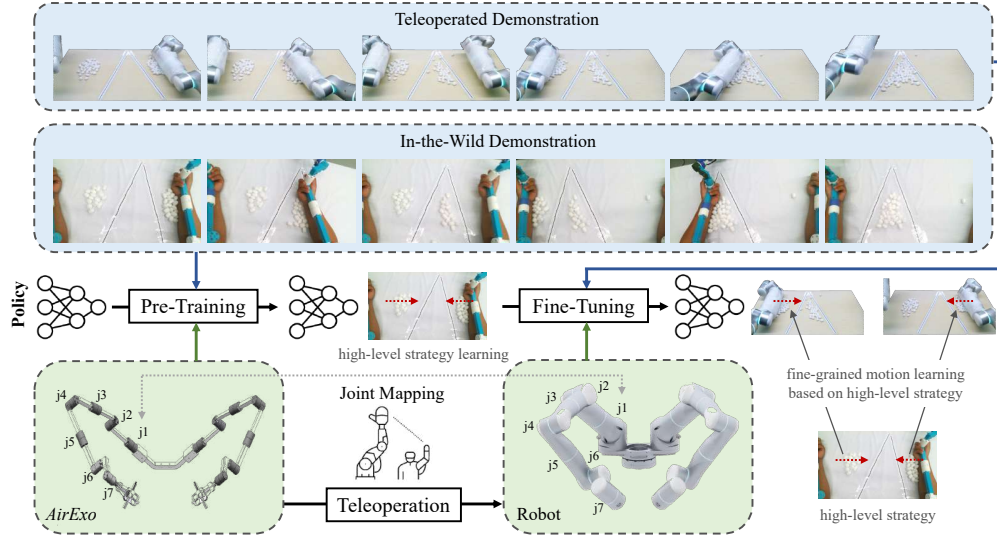 Teleoperated Demonstration
In-the-Wild Demonstration
Policy
Pre-Training
Fine-Tuning
high-level strategy learning
fine-grained motion learning
based on high-level strategy
j4
j3
j2
j1
j5
j6
j7
AirExo
Joint Mapping
Teleoperation
j2
j3
j1
j4
j6
j5
j7
Robot
high-level strategy